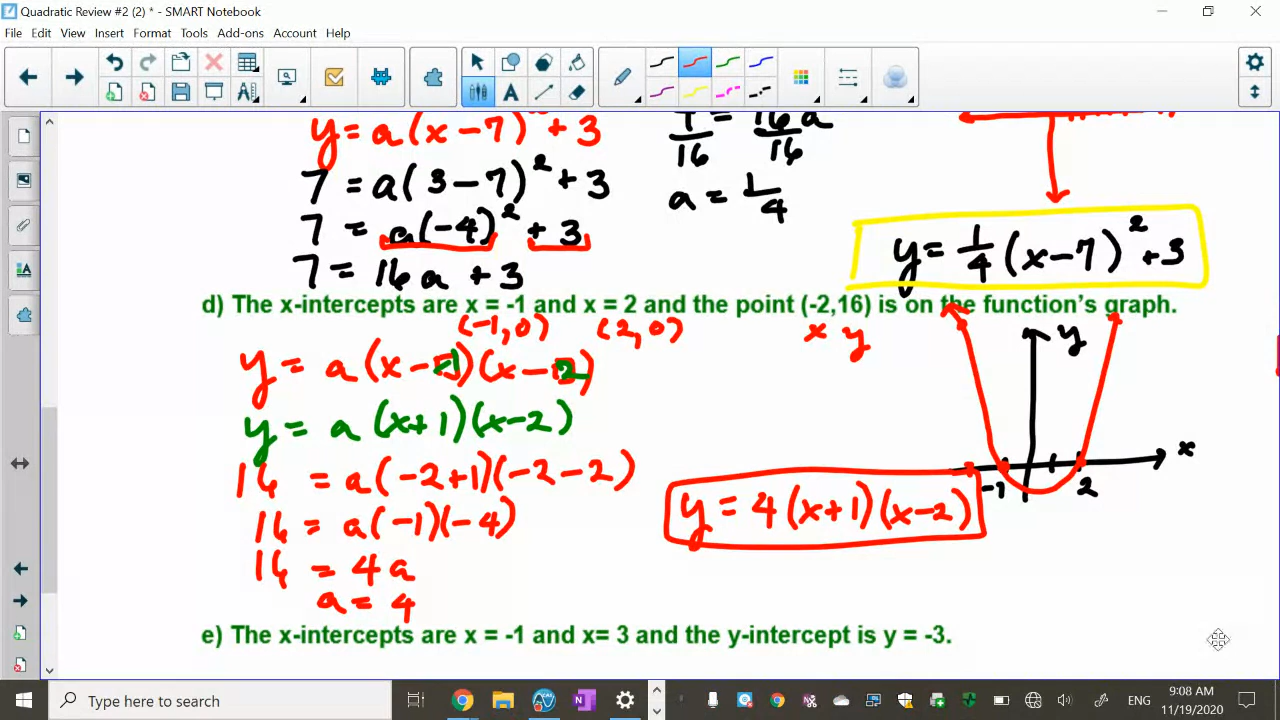 Quadratic Review #2 (2) * - SMART Notebook
File Edit View Insert Format Tools Add-ons Account Help
y = a(x - 7)² + 3
7 = a(3 - 7)² + 3
7 = a(-4)² + 3
7 = 16a + 3
16 = 16a
16 16
a = 1/4
y = 1/4 (x - 7)² + 3
d) The x-intercepts are x = -1 and x = 2 and the point (-2,16) is on the function's graph.
(-1, 0) (2, 0) x y
y = a(x - -1)(x - 2)
y = a(x+1)(x-2)
16 = a(-2+1)(-2-2)
16 = a(-1)(-4)
16 = 4a
a = 4
y
x
-1 2
y = 4(x+1)(x-2)
e) The x-intercepts are x = -1 and x= 3 and the y-intercept is y = -3.
Type here to search
ENG
9:08 AM
11/19/2020